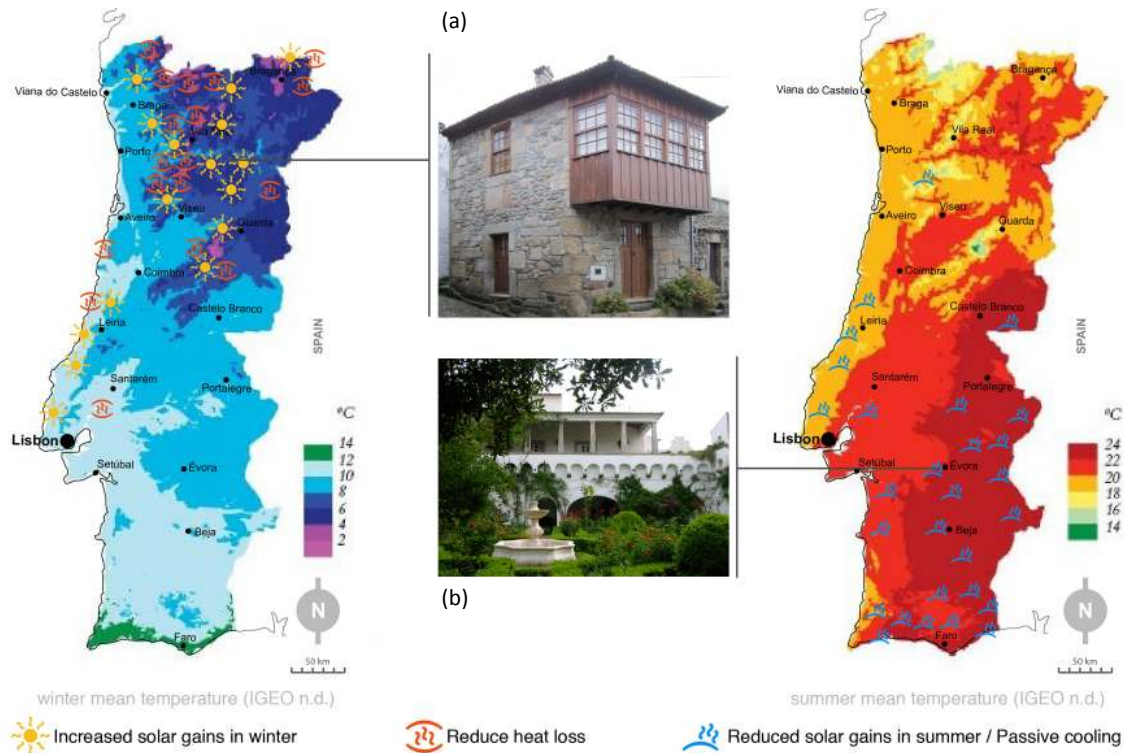 (a)
Bragança
Viana do Castelo
Braga
Vila
Porto
Aveiro
Viseu
Guarda
Coimbra
Castelo Branco
Leiria
SPAIN
Santarém
Portalegre
Lisbon
Setúbal
Évora
Beja
Faro
ºC
14
12
10
8
6
4
2
N
50 km
winter mean temperature (IGEO n.d.)
(b)
Bragança
Viana do Castelo
Braga
Vila Real
Porto
Aveiro
Viseu
Guarda
Coimbra
Castelo Branco
Leiria
SPAIN
Santarém
Portalegre
Lisbon
Setúbal
Évora
Beja
Faro
ºC
24
22
20
18
16
14
N
50 km
summer mean temperature (IGEO n.d.)
Increased solar gains in winter
Reduce heat loss
Reduced solar gains in summer / Passive cooling